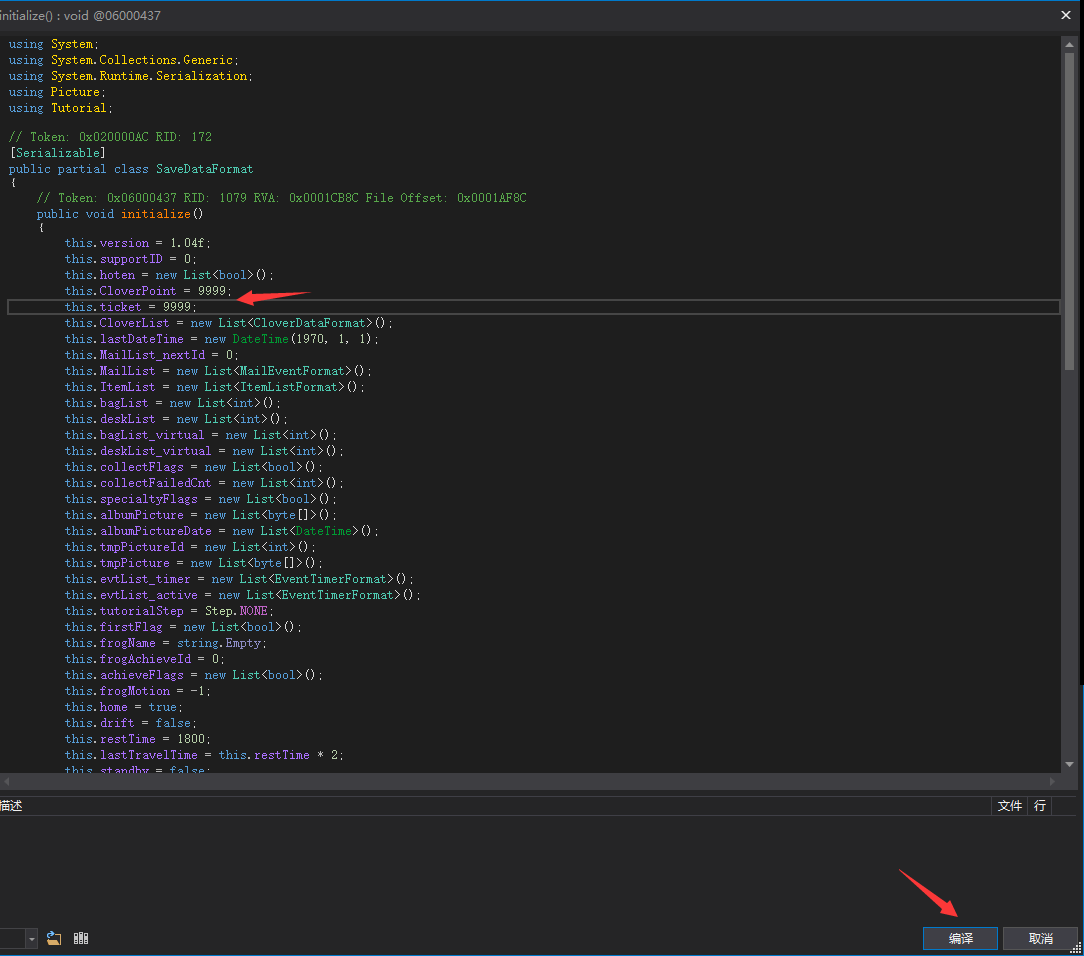 initialize() : void @06000437
using System;
using System.Collections.Generic;
using System.Runtime.Serialization;
using Picture;
using Tutorial;
// Token: 0x020000AC RID: 172
[Serializable]
public partial class SaveDataFormat
{
// Token: 0x06000437 RID: 1079 RVA: 0x0001CB8C File Offset: 0x0001AF8C
public void initialize()
{
this.version = 1.04f;
this.supportID = 0;
this.hoten = new List<bool>();
this.CloverPoint = 9999;
this.ticket = 9999;
this.CloverList = new List<CloverDataFormat>();
this.lastDateTime = new DateTime(1970, 1, 1);
this.MailList_nextId = 0;
this.MailList = new List<MailEventFormat>();
this.ItemList = new List<ItemListFormat>();
this.bagList = new List<int>();
this.deskList = new List<int>();
this.bagList_virtual = new List<int>();
this.deskList_virtual = new List<int>();
this.collectFlags = new List<bool>();
this.collectFailedCnt = new List<int>();
this.specialtyFlags = new List<bool>();
this.albumPicture = new List<byte[]>();
this.albumPictureDate = new List<DateTime>();
this.tmpPictureId = new List<int>();
this.tmpPicture = new List<byte[]>();
this.evtList_timer = new List<EventTimerFormat>();
this.evtList_active = new List<EventTimerFormat>();
this.tutorialStep = Step.NONE;
this.firstFlag = new List<bool>();
this.frogName = string.Empty;
this.frogAchieveId = 0;
this.achieveFlags = new List<bool>();
this.frogMotion = -1;
this.home = true;
this.drift = false;
this.restTime = 1800;
this.lastTravelTime = this.restTime * 2;
this.standby = false;
描述 文件 行
编译 取消